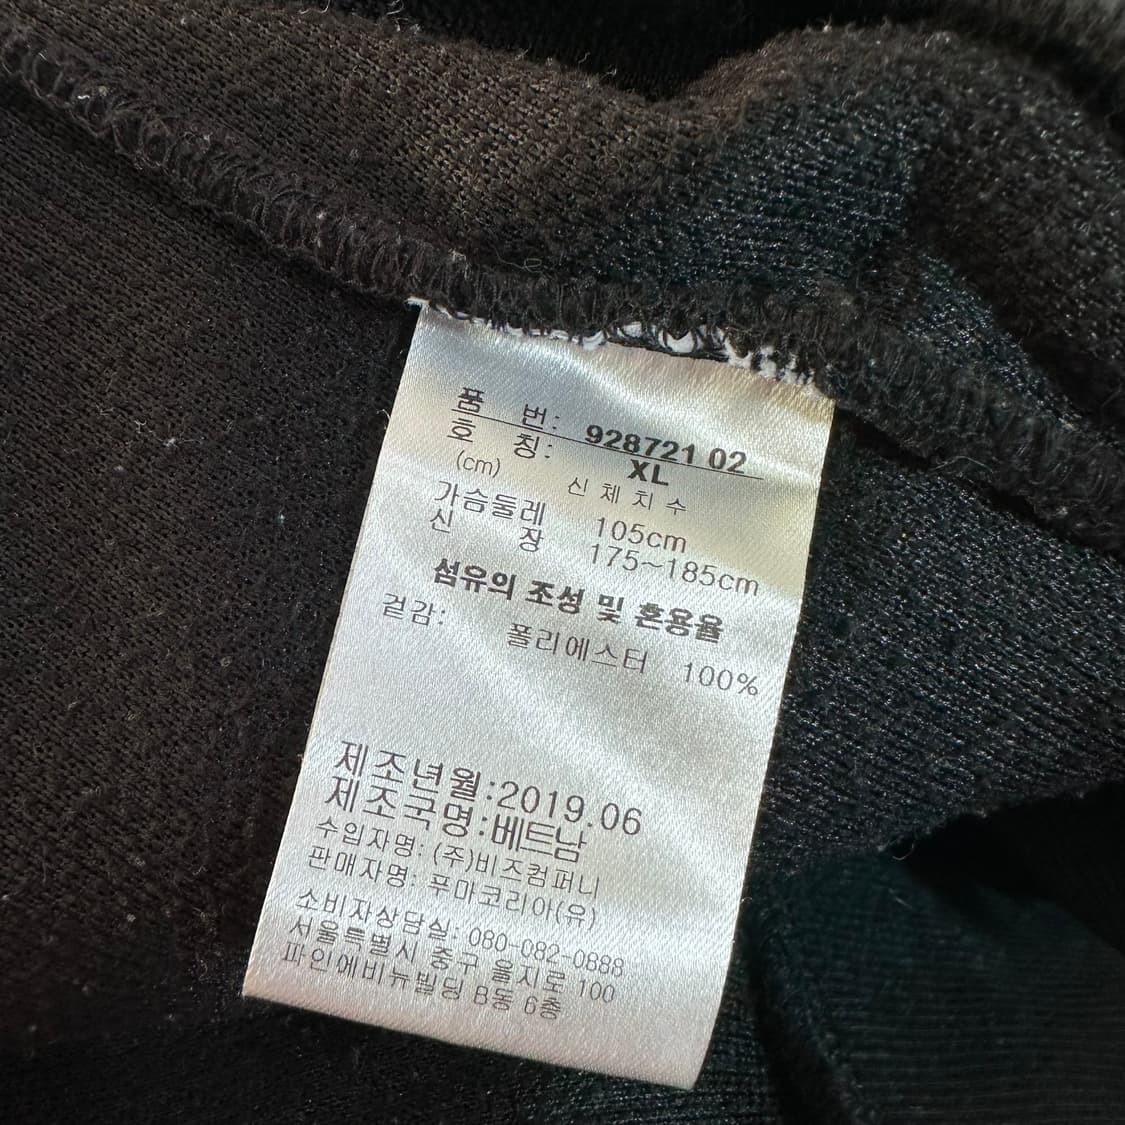 품 번: 928721 02
호 칭: XL
(cm) 신 체 치 수
가슴둘레 105cm
신 장 175~185cm
섬유의 조성 및 혼용율
겉감: 폴리에스터 100%
제조년월:2019.06
제조국명:베트남
수입자명: (주)비즈컴퍼니
판매자명: 푸마코리아(유)
소비자상담실: 080-082-0888
서울특별시 중구 을지로 100
파인에비뉴빌딩 B동 6층